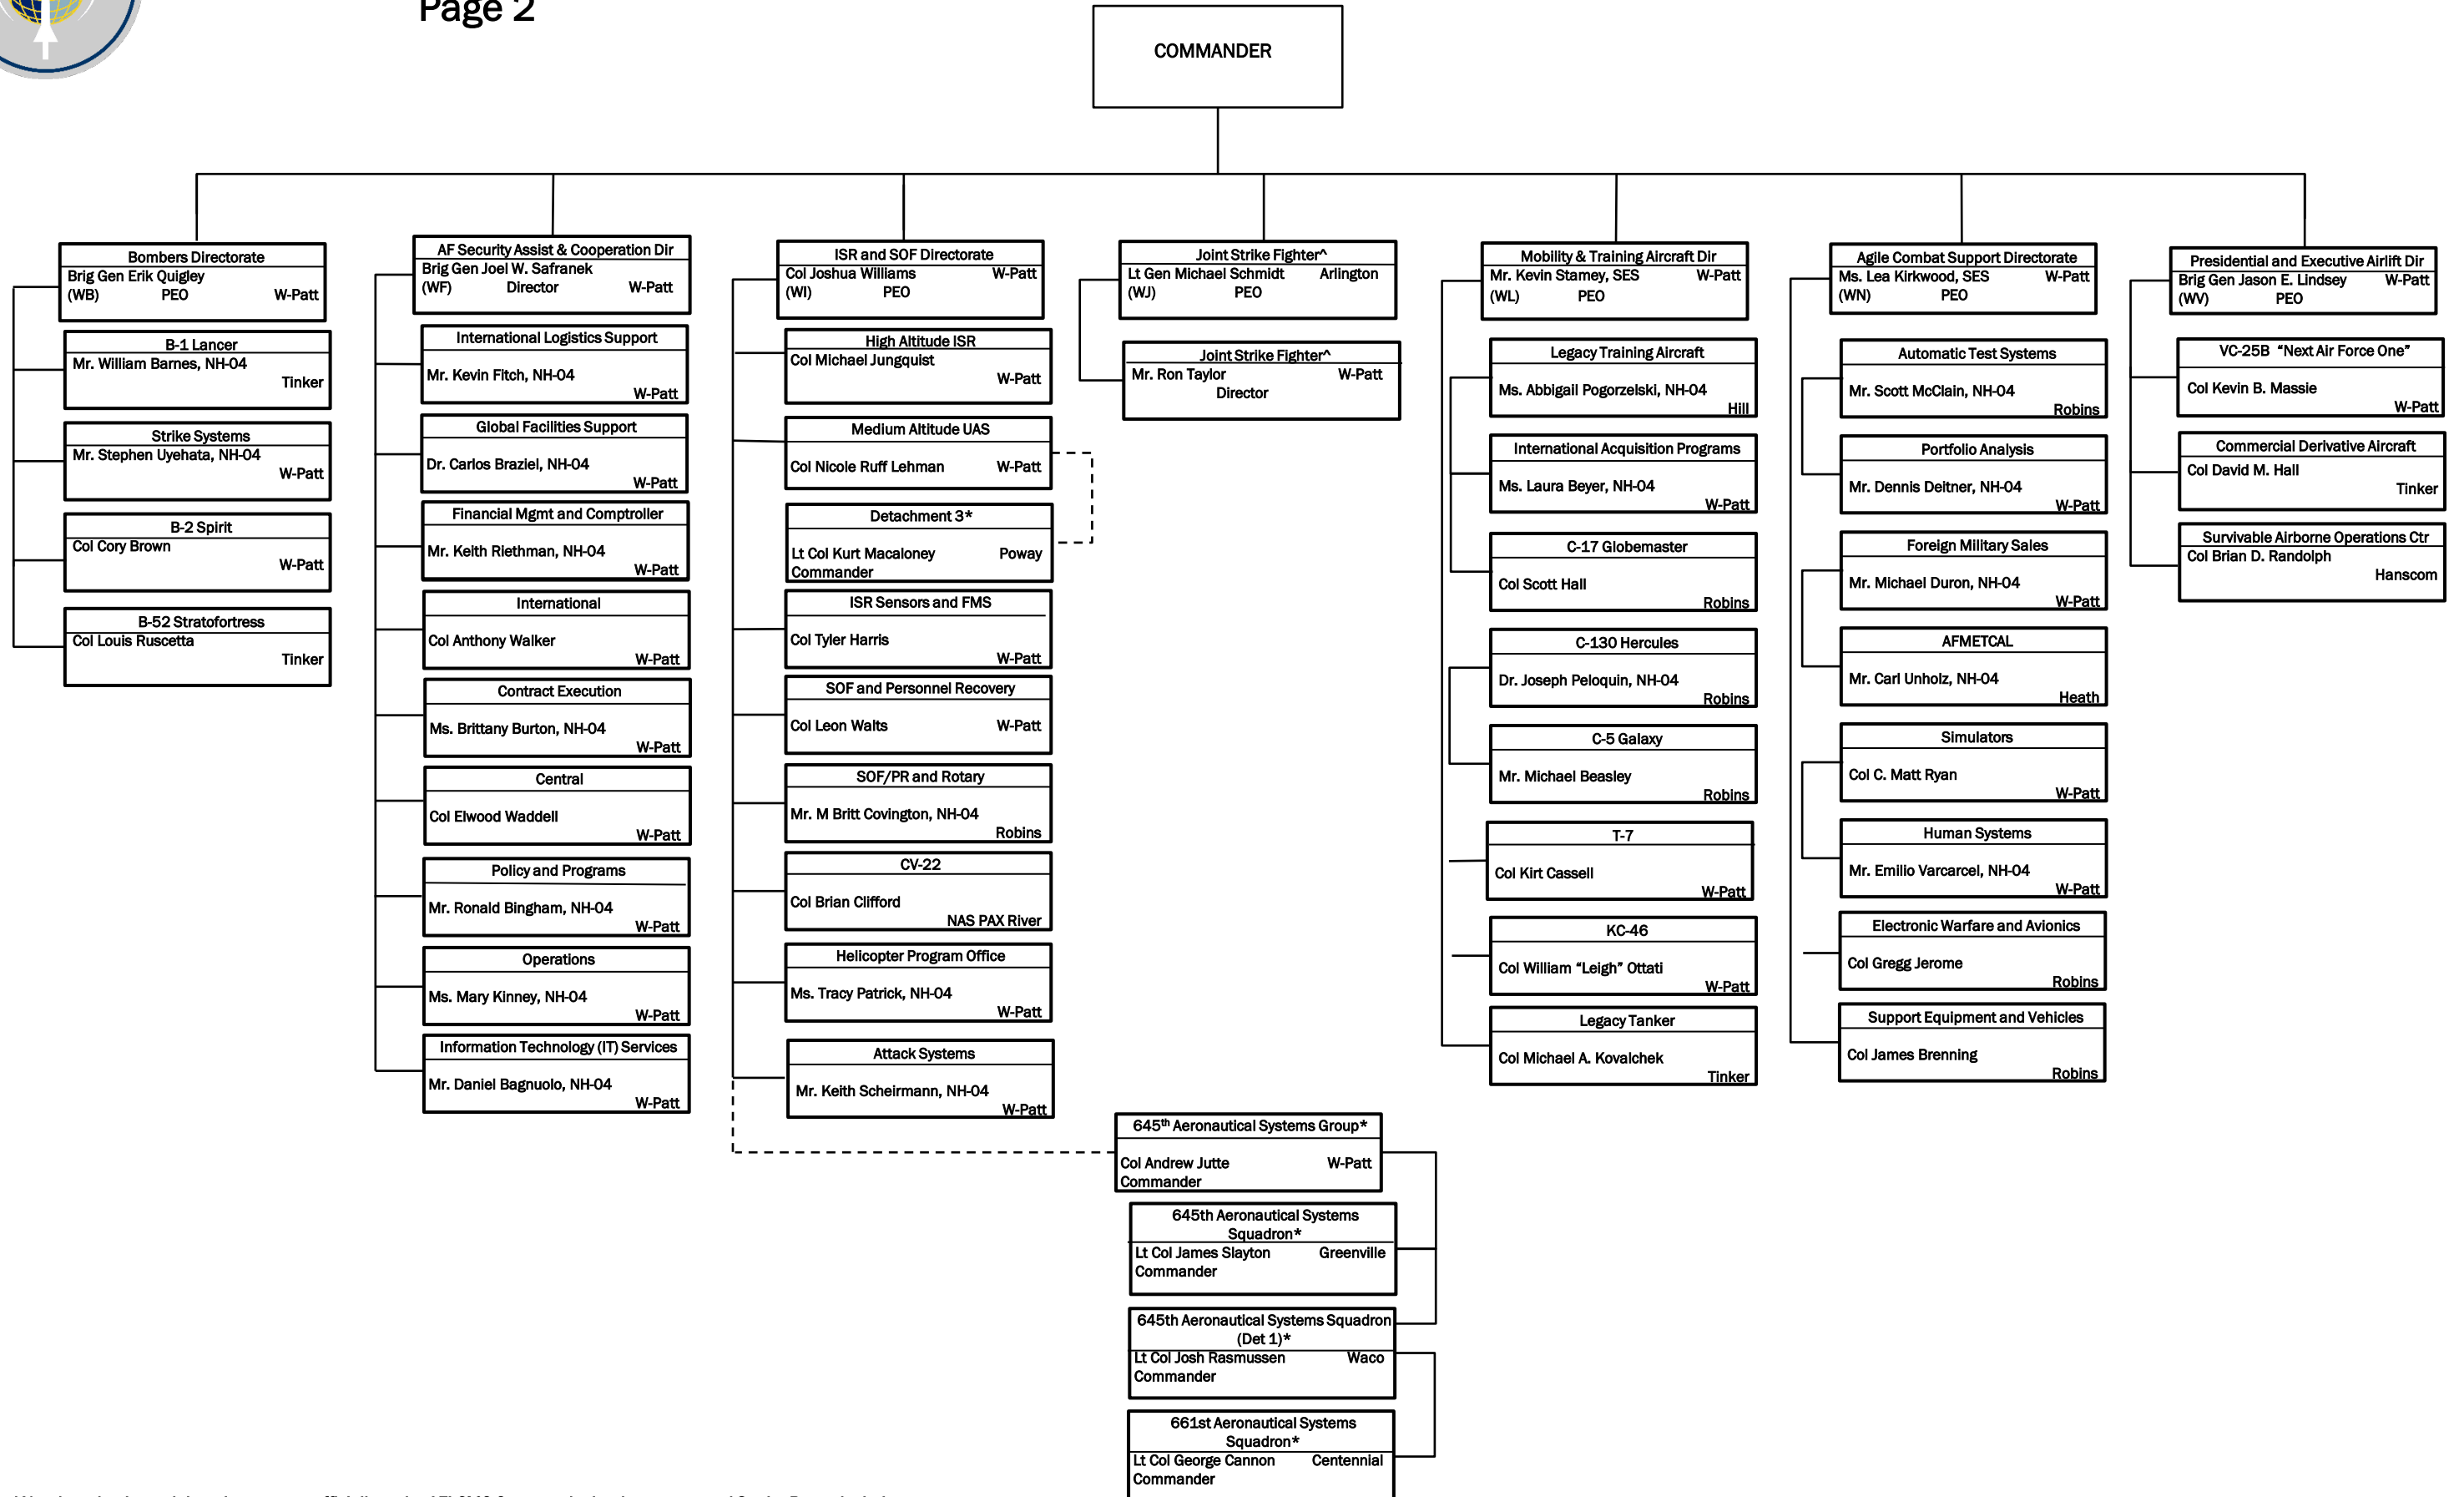 Page 2
COMMANDER
Bombers Directorate
Brig Gen Erik Quigley
(WB) PEO W-Patt
B-1 Lancer
Mr. William Barnes, NH-04
Tinker
Strike Systems
Mr. Stephen Uyehata, NH-04
W-Patt
B-2 Spirit
Col Cory Brown
W-Patt
B-52 Stratofortress
Col Louis Ruscetta
Tinker
AF Security Assist & Cooperation Dir
Brig Gen Joel W. Safranek
(WF) Director W-Patt
International Logistics Support
Mr. Kevin Fitch, NH-04
W-Patt
Global Facilities Support
Dr. Carlos Braziel, NH-04
W-Patt
Financial Mgmt and Comptroller
Mr. Keith Riethman, NH-04
W-Patt
International
Col Anthony Walker
W-Patt
Contract Execution
Ms. Brittany Burton, NH-04
W-Patt
Central
Col Elwood Waddell
W-Patt
Policy and Programs
Mr. Ronald Bingham, NH-04
W-Patt
Operations
Ms. Mary Kinney, NH-04
W-Patt
Information Technology (IT) Services
Mr. Daniel Bagnuolo, NH-04
W-Patt
ISR and SOF Directorate
Col Joshua Williams W-Patt
(WI) PEO
High Altitude ISR
Col Michael Jungquist
W-Patt
Medium Altitude UAS
Col Nicole Ruff Lehman W-Patt
Detachment 3*
Lt Col Kurt Macaloney Poway
Commander
ISR Sensors and FMS
Col Tyler Harris
W-Patt
SOF and Personnel Recovery
Col Leon Walts W-Patt
SOF/PR and Rotary
Mr. M Britt Covington, NH-04
Robins
CV-22
Col Brian Clifford
NAS PAX River
Helicopter Program Office
Ms. Tracy Patrick, NH-04
W-Patt
Attack Systems
Mr. Keith Scheirmann, NH-04
W-Patt
Joint Strike Fighter^
Lt Gen Michael Schmidt Arlington
(WJ) PEO
Joint Strike Fighter^
Mr. Ron Taylor W-Patt
Director
645th Aeronautical Systems Group*
Col Andrew Jutte W-Patt
Commander
645th Aeronautical Systems
Squadron*
Lt Col James Slayton Greenville
Commander
645th Aeronautical Systems Squadron
(Det 1)*
Lt Col Josh Rasmussen Waco
Commander
661st Aeronautical Systems
Squadron*
Lt Col George Cannon Centennial
Commander
Mobility & Training Aircraft Dir
Mr. Kevin Stamey, SES W-Patt
(WL) PEO
Legacy Training Aircraft
Ms. Abbigail Pogorzelski, NH-04
Hill
International Acquisition Programs
Ms. Laura Beyer, NH-04
W-Patt
C-17 Globemaster
Col Scott Hall
Robins
C-130 Hercules
Dr. Joseph Peloquin, NH-04
Robins
C-5 Galaxy
Mr. Michael Beasley
Robins
T-7
Col Kirt Cassell
W-Patt
KC-46
Col William “Leigh” Ottati
W-Patt
Legacy Tanker
Col Michael A. Kovalchek
Tinker
Agile Combat Support Directorate
Ms. Lea Kirkwood, SES W-Patt
(WN) PEO
Automatic Test Systems
Mr. Scott McClain, NH-04
Robins
Portfolio Analysis
Mr. Dennis Deitner, NH-04
W-Patt
Foreign Military Sales
Mr. Michael Duron, NH-04
W-Patt
AFMETCAL
Mr. Carl Unholz, NH-04
Heath
Simulators
Col C. Matt Ryan
W-Patt
Human Systems
Mr. Emilio Varcarcel, NH-04
W-Patt
Electronic Warfare and Avionics
Col Gregg Jerome
Robins
Support Equipment and Vehicles
Col James Brenning
Robins
Presidential and Executive Airlift Dir
Brig Gen Jason E. Lindsey W-Patt
(WV) PEO
VC-25B “Next Air Force One”
Col Kevin B. Massie
W-Patt
Commercial Derivative Aircraft
Col David M. Hall
Tinker
Survivable Airborne Operations Ctr
Col Brian D. Randolph
Hanscom